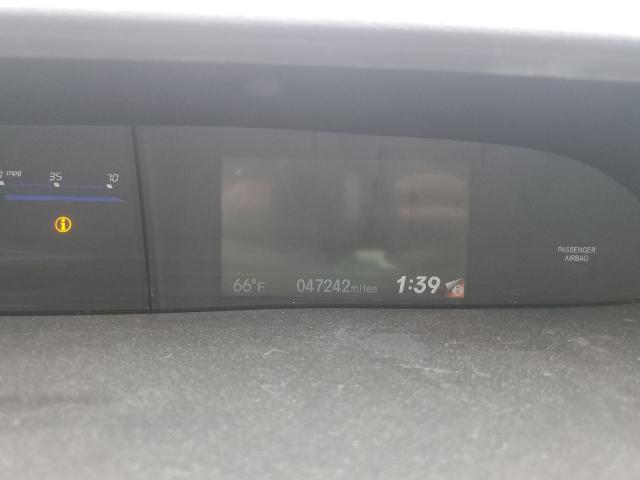 mpg 35 70
PASSENGER
AIRBAG
66°F 047242miles 1:39